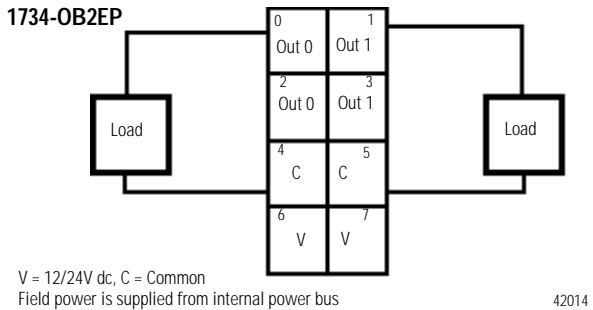 1734-OB2EP
0 1
Out 0 Out 1
2 3
Out 0 Out 1
Load Load
4 5
C C
6 7
V V
V = 12/24V dc, C = Common
Field power is supplied from internal power bus 42014